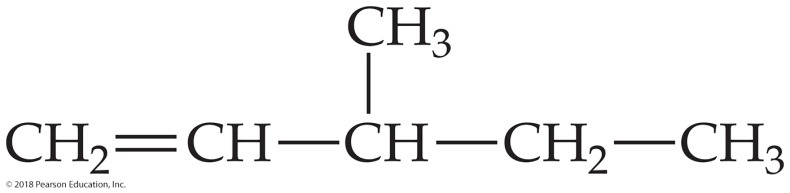 CH₃
CH₂=CH—CH—CH₂—CH₃
© 2018 Pearson Education, Inc.